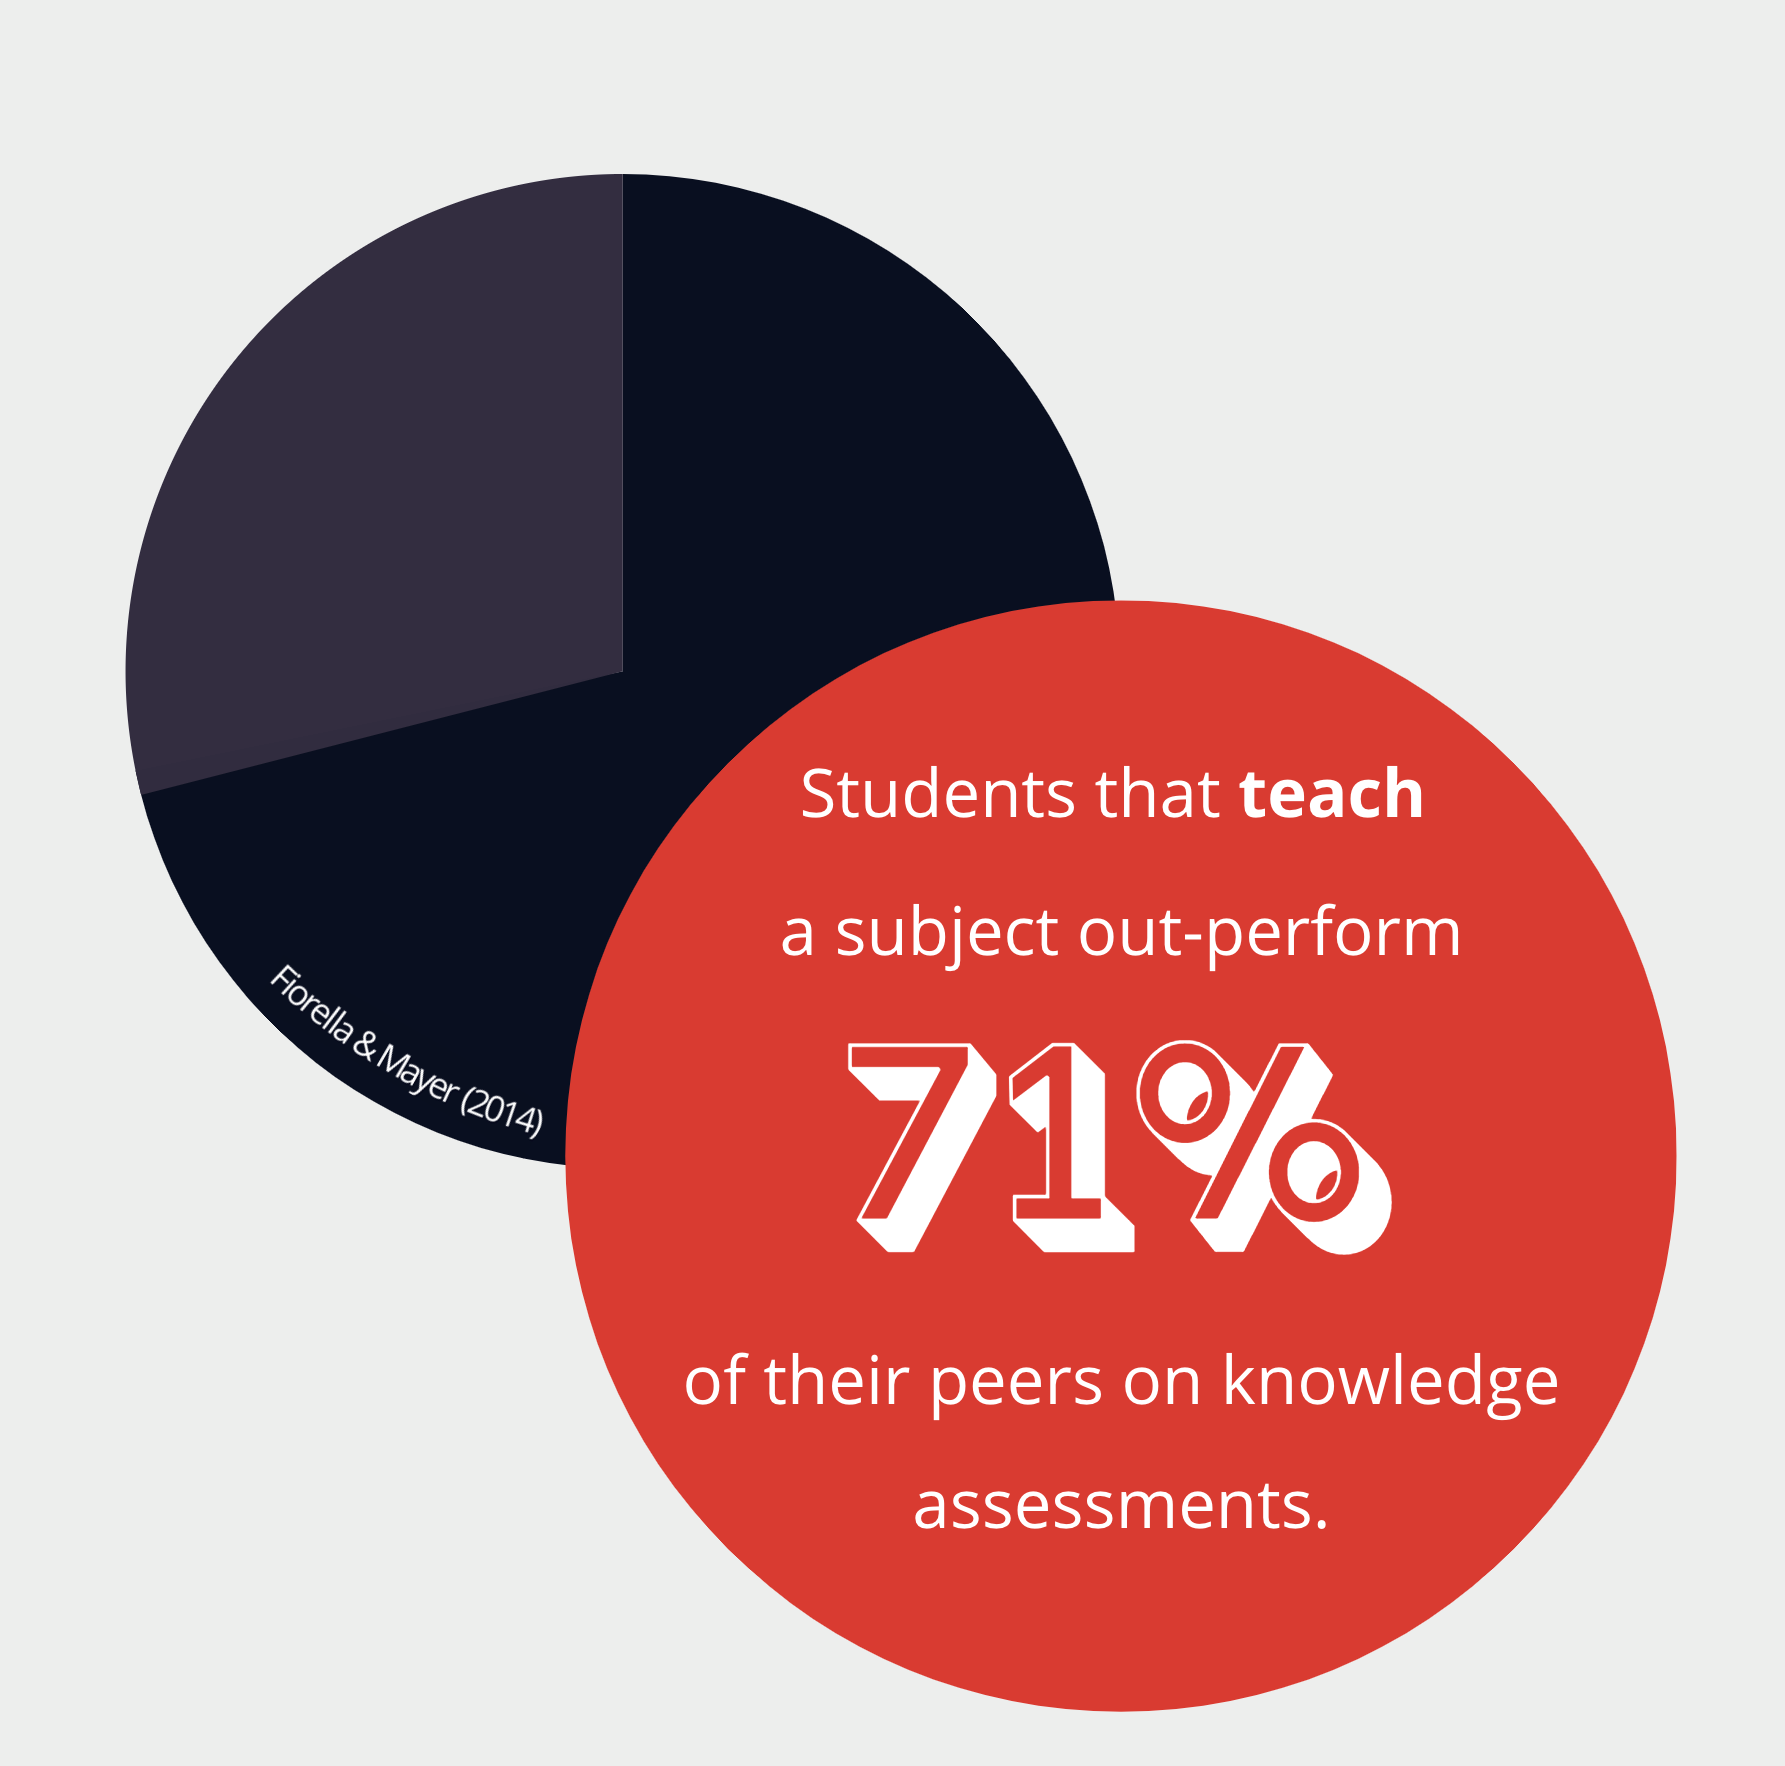 Fiorella & Mayer (2014)
Students that teach
a subject out-perform
71%
of their peers on knowledge
assessments.